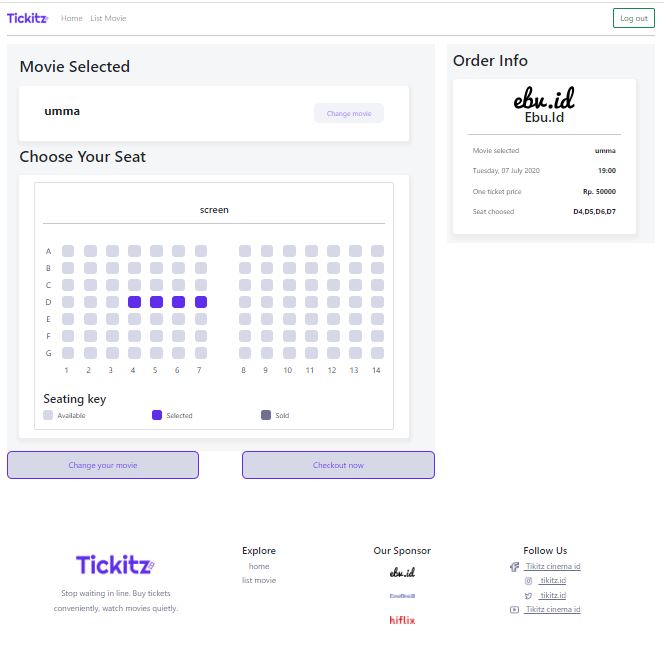 Tickitz
Home List Movie
Log out
Movie Selected
umma
Change movie
Choose Your Seat
screen
A
B
C
D
E
F
G
1 2 3 4 5 6 7 8 9 10 11 12 13 14
Seating key
Available Selected Sold
Change your movie
Checkout now
Order Info
ebv.id
Ebu.Id
Movie selected umma
Tuesday, 07 July 2020 19:00
One ticket price Rp. 50000
Seat choosed D4,D5,D6,D7
Tickitz
Stop waiting in line. Buy tickets
conveniently, watch movies quietly.
Explore
home
list movie
Our Sponsor
ebv.id
hiflix
Follow Us
Tikitz cinema id
tikitz.id
tikitz.id
Tikitz cinema id